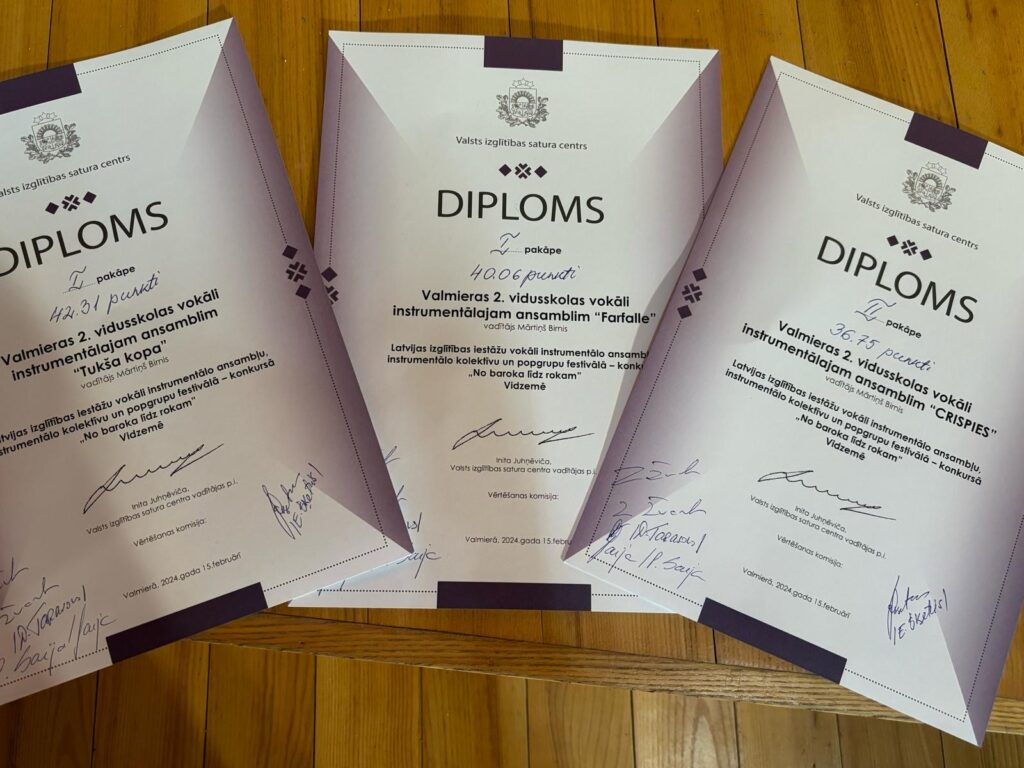 Valsts izglītības satura centrs
DIPLOMS
I pakāpe
42.31 punkti
Valmieras 2. vidusskolas vokāli
instrumentālajam ansamblim
"Tukša kopa"
vadītājs Mārtiņš Birnis
Latvijas izglītības iestāžu vokāli instrumentālo ansambļu,
instrumentālo kolektīvu un popgrupu festivālā – konkursā
„No baroka līdz rokam"
Vidzemē
Inita Juhņēviča,
Valsts izglītības satura centra vadītājas p.i.
Vērtēšanas komisija:
Valmierā, 2024.gada 15.februārī
Valsts izglītības satura centrs
DIPLOMS
I pakāpe
40.06 punkti
Valmieras 2. vidusskolas vokāli
instrumentālajam ansamblim "Farfalle"
vadītājs Mārtiņš Birnis
Latvijas izglītības iestāžu vokāli instrumentālo ansambļ
instrumentālo kolektīvu un popgrupu festivālā – konkurs
„No baroka līdz rokam"
Vidzemē
Inita Juhņēviča,
Valsts izglītības satura centra vadītājas p.i.
Vērtēšanas komisija:
Valmierā, 2024.gada 15.februārī
Valsts izglītības satura centrs
DIPLOMS
II pakāpe
36.75 punkti
Valmieras 2. vidusskolas vokāli
instrumentālajam ansamblim "CRISPIES"
vadītājs Mārtiņš Birnis
Latvijas izglītības iestāžu vokāli instrumentālo ansambļu,
instrumentālo kolektīvu un popgrupu festivālā – konkursā
„No baroka līdz rokam"
Vidzemē
Inita Juhņēviča,
Valsts izglītības satura centra vadītājas p.i.
Vērtēšanas komisija:
Valmierā, 2024.gada 15.februārī